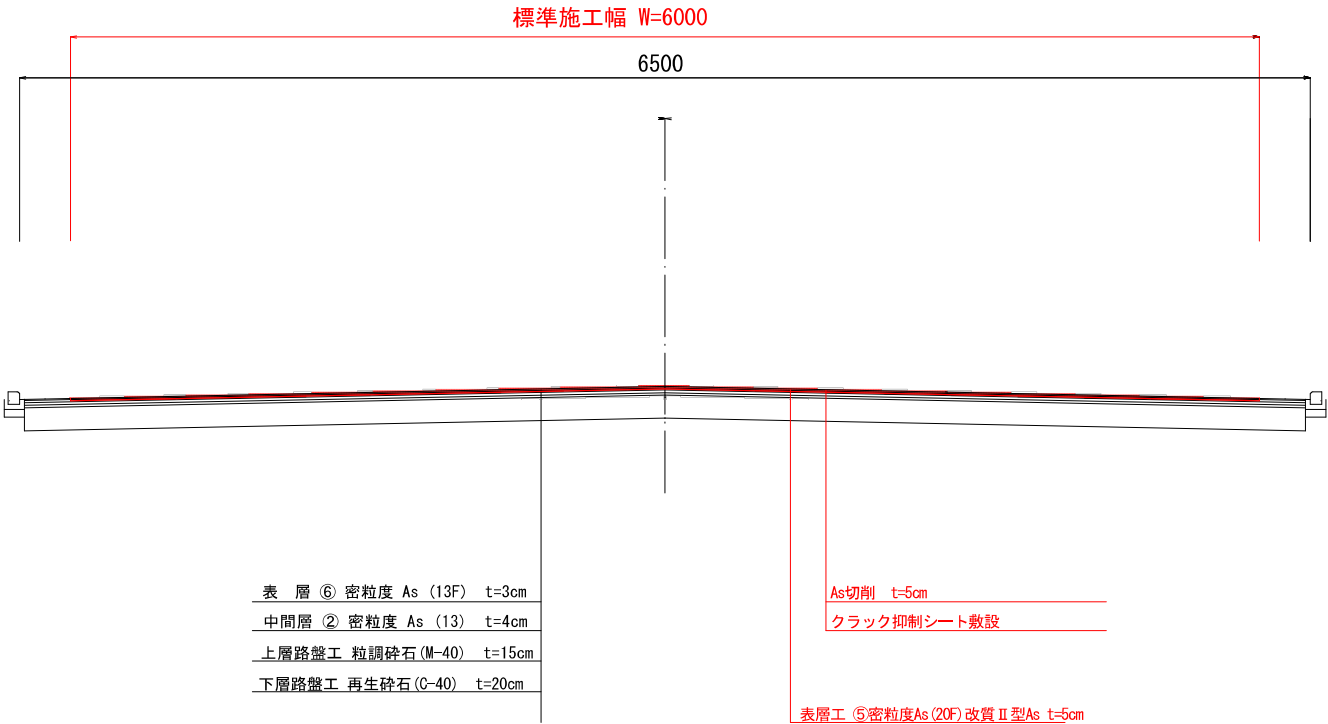 標準施工幅 W=6000
6500
表　層 ⑥ 密粒度 As (13F)　t=3cm
中間層 ② 密粒度 As (13)　t=4cm
上層路盤工 粒調砕石(M-40)　t=15cm
下層路盤工 再生砕石(C-40)　t=20cm
As切削　t=5cm
クラック抑制シート敷設
表層工 ⑤密粒度As(20F)改質Ⅱ型As t=5cm